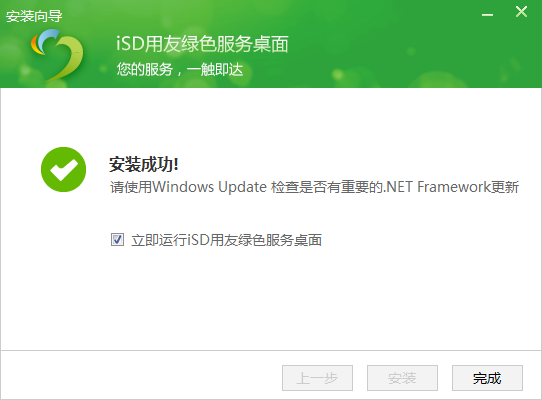 安装向导
iSD用友绿色服务桌面
您的服务，一触即达
安装成功!
请使用Windows Update 检查是否有重要的.NET Framework更新
立即运行iSD用友绿色服务桌面
上一步
安装
完成